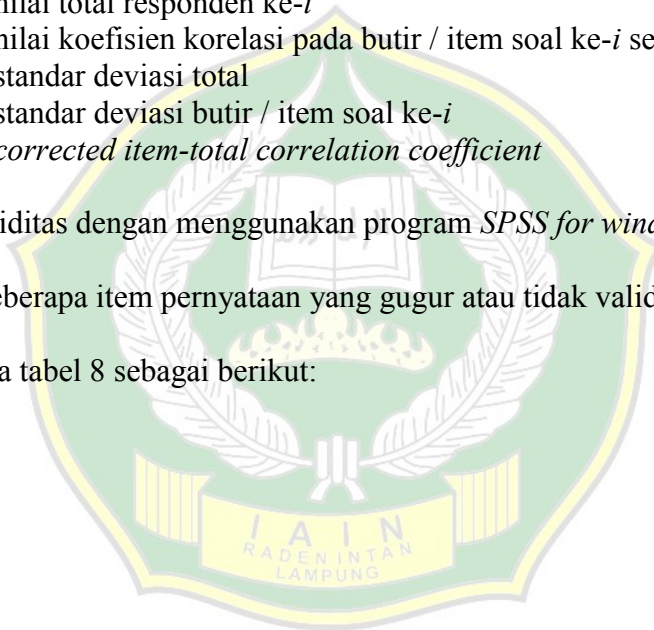 nilai total responden ke-i
nilai koefisien korelasi pada butir / item soal ke-i se
standar deviasi total
standar deviasi butir / item soal ke-i
corrected item-total correlation coefficient
iditas dengan menggunakan program SPSS for wind
eberapa item pernyataan yang gugur atau tidak valid
a tabel 8 sebagai berikut:
I A I N
RADEN INTAN
LAMPUNG